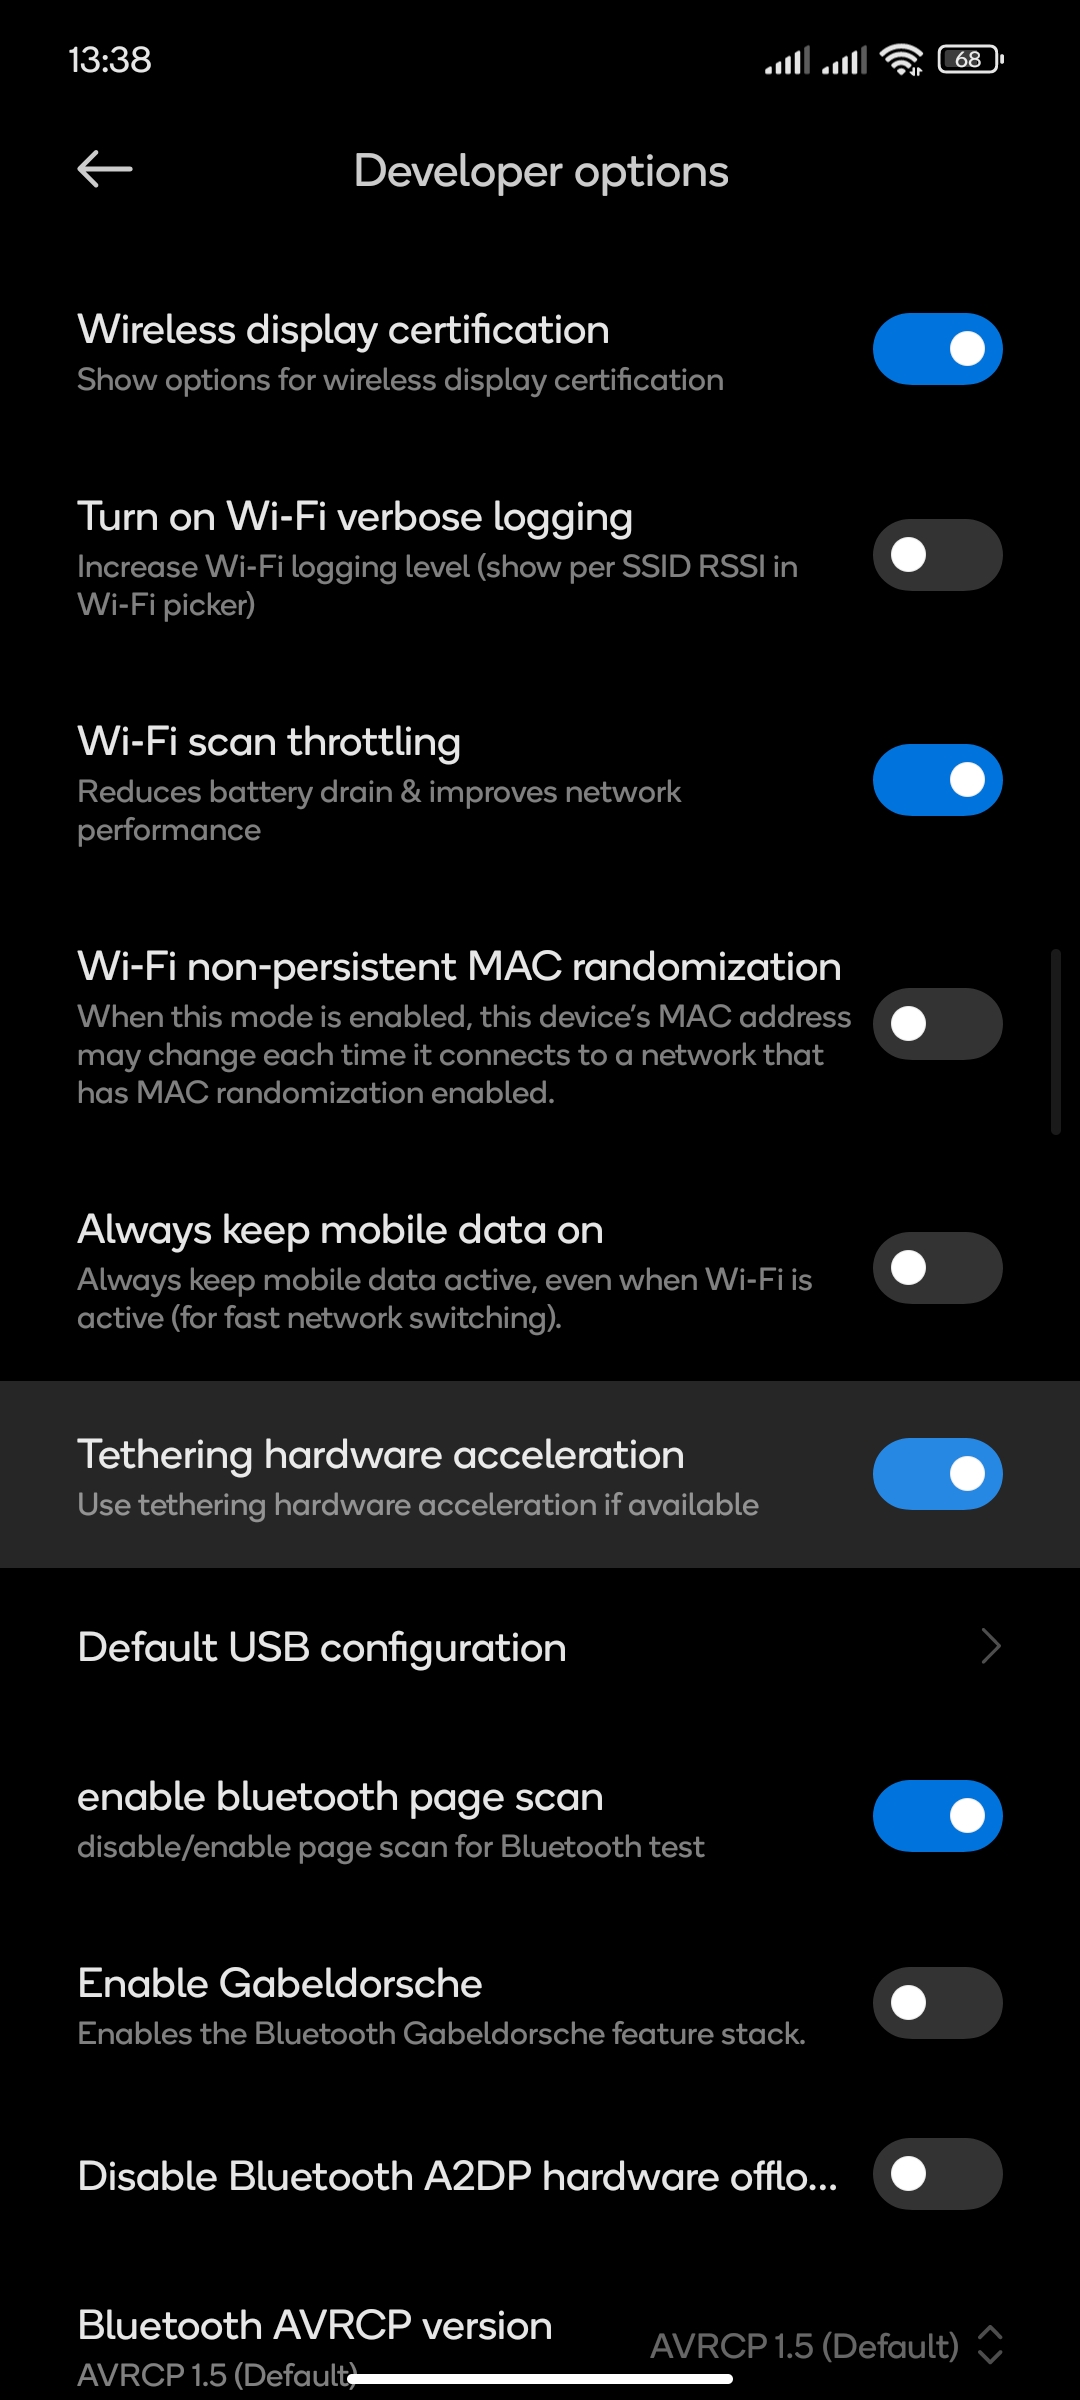 13:38
68
Developer options
Wireless display certification
Show options for wireless display certification
Turn on Wi-Fi verbose logging
Increase Wi-Fi logging level (show per SSID RSSI in
Wi-Fi picker)
Wi-Fi scan throttling
Reduces battery drain & improves network
performance
Wi-Fi non-persistent MAC randomization
When this mode is enabled, this device's MAC address
may change each time it connects to a network that
has MAC randomization enabled.
Always keep mobile data on
Always keep mobile data active, even when Wi-Fi is
active (for fast network switching).
Tethering hardware acceleration
Use tethering hardware acceleration if available
Default USB configuration
enable bluetooth page scan
disable/enable page scan for Bluetooth test
Enable Gabeldorsche
Enables the Bluetooth Gabeldorsche feature stack.
Disable Bluetooth A2DP hardware offlo...
Bluetooth AVRCP version
AVRCP 1.5 (Default)
AVRCP 1.5 (Default)